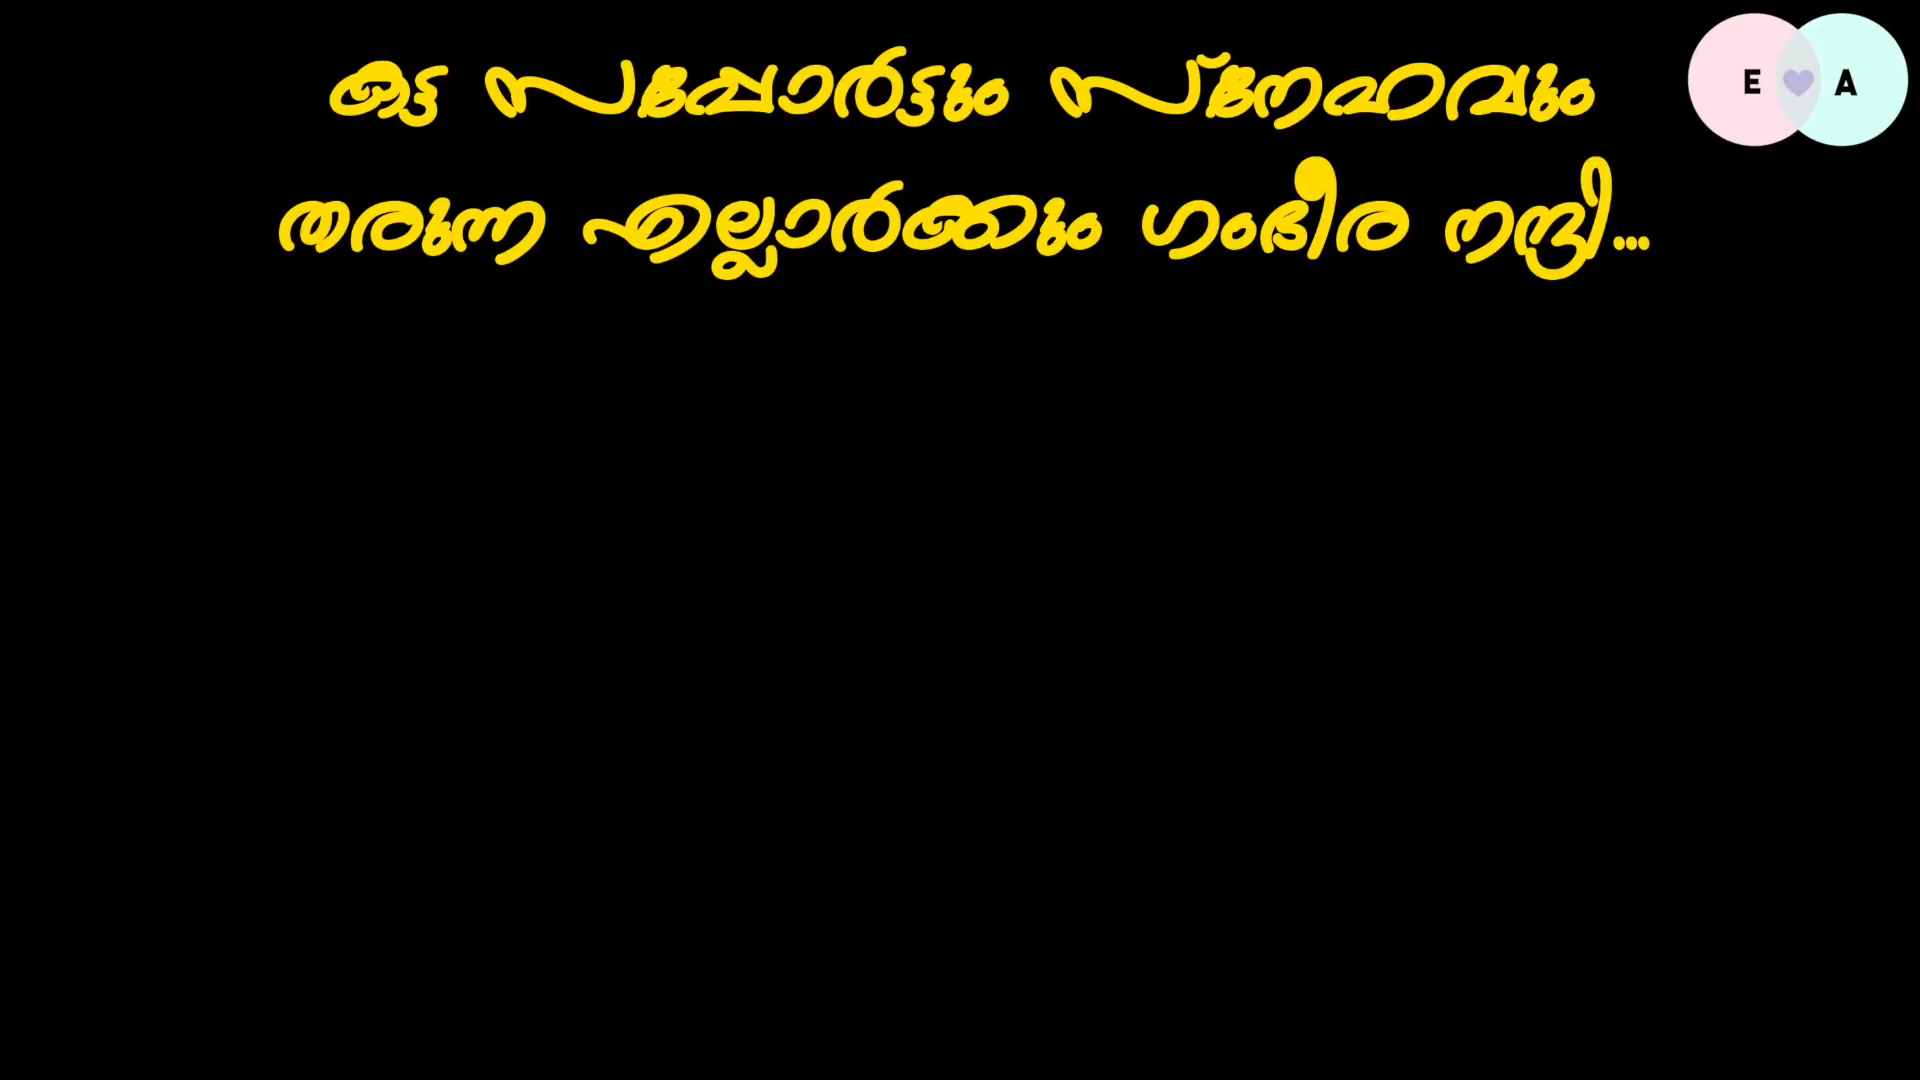 കട്ട സപ്പോർട്ടും സ്നേഹവും
തരുന്ന എല്ലാർക്കും ഗംഭീര നന്ദി...
E A